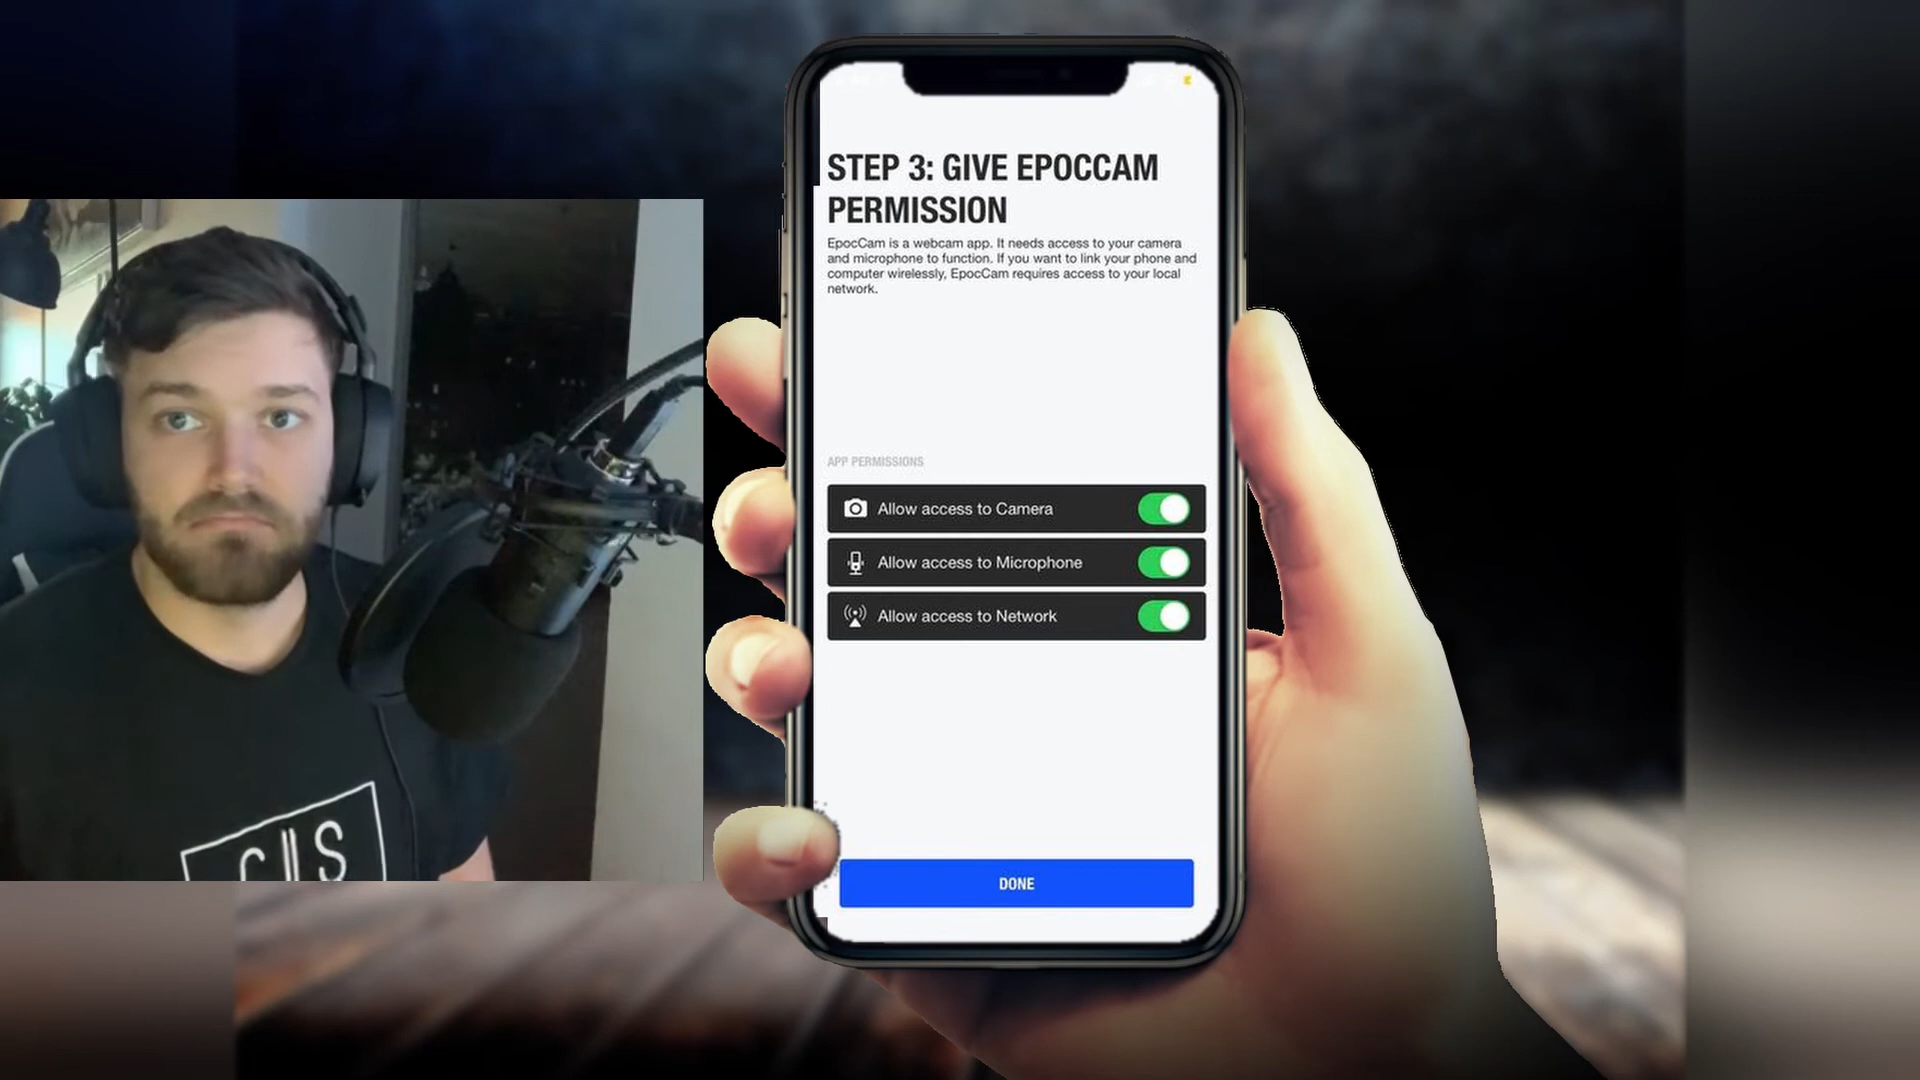 STEP 3: GIVE EPOCCAM
PERMISSION
EpocCam is a webcam app. It needs access to your camera
and microphone to function. If you want to link your phone and
computer wirelessly, EpocCam requires access to your local
network.
APP PERMISSIONS
Allow access to Camera
Allow access to Microphone
Allow access to Network
DONE